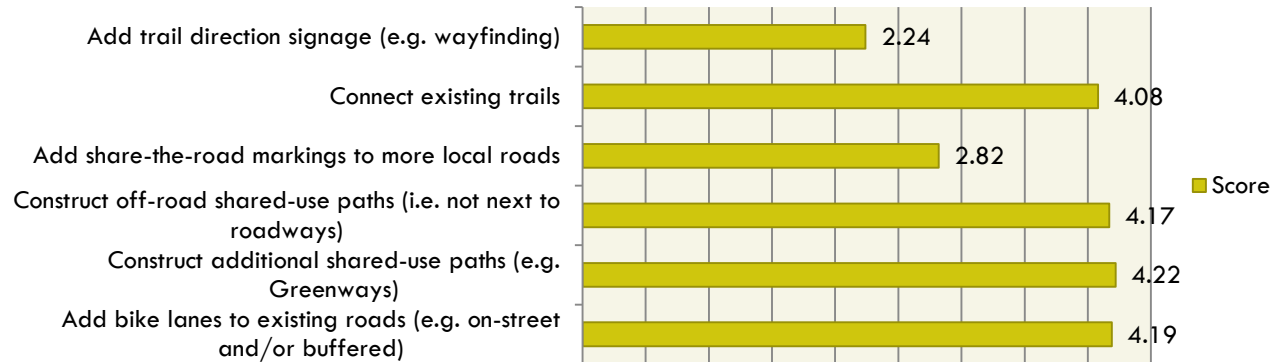 Add trail direction signage (e.g. wayfinding)
2.24
Connect existing trails
4.08
Add share-the-road markings to more local roads
2.82
Construct off-road shared-use paths (i.e. not next to
roadways)
4.17
Construct additional shared-use paths (e.g.
Greenways)
4.22
Add bike lanes to existing roads (e.g. on-street
and/or buffered)
4.19
Score